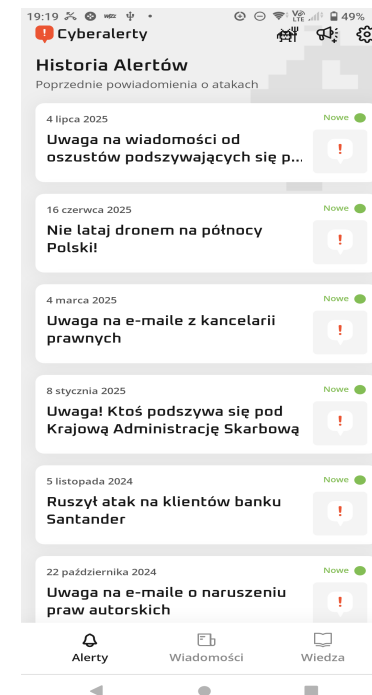 19:19
49%
Cyberalerty
Historia Alertów
Poprzednie powiadomienia o atakach
4 lipca 2025
Nowe
Uwaga na wiadomości od
oszustów podszywających się p...
16 czerwca 2025
Nowe
Nie lataj dronem na północy
Polski!
4 marca 2025
Nowe
Uwaga na e-maile z kancelarii
prawnych
8 stycznia 2025
Nowe
Uwaga! Ktoś podszywa się pod
Krajową Administrację Skarbową
5 listopada 2024
Nowe
Ruszył atak na klientów banku
Santander
22 października 2024
Nowe
Uwaga na e-maile o naruszeniu
praw autorskich
Alerty
Wiadomości
Wiedza